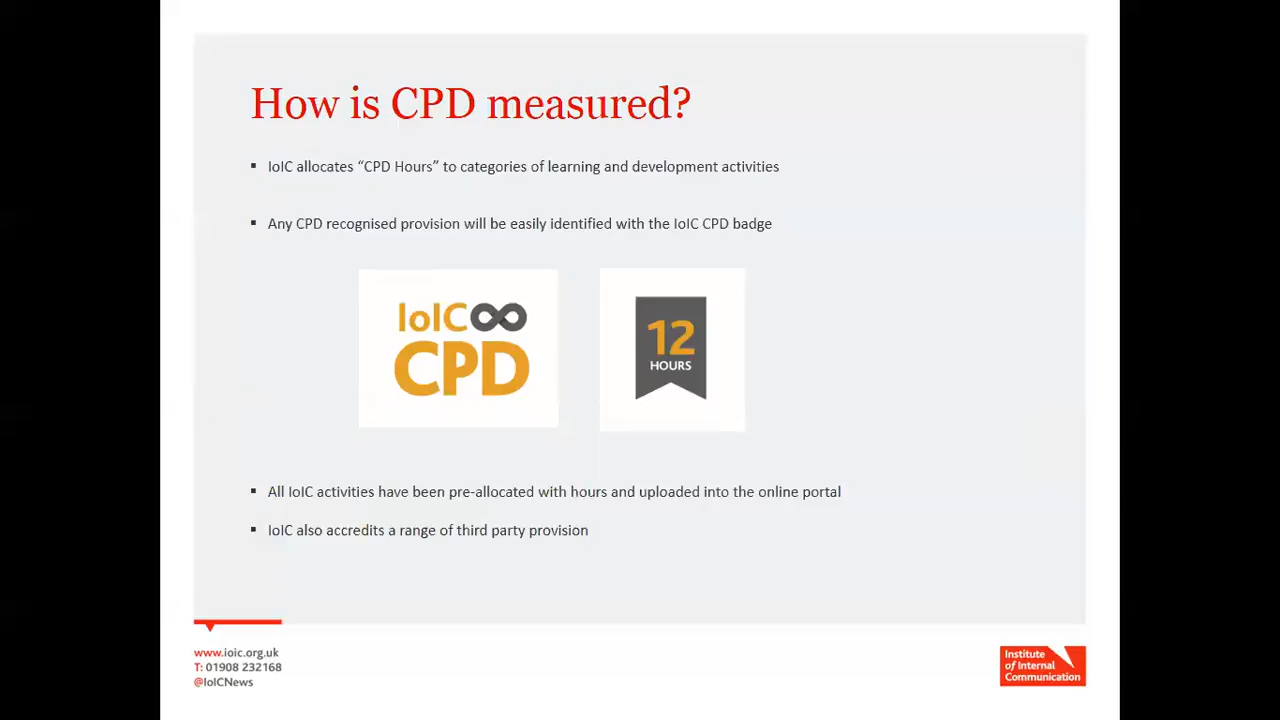 How is CPD measured?
▪ IoIC allocates “CPD Hours” to categories of learning and development activities
▪ Any CPD recognised provision will be easily identified with the IoIC CPD badge
IoIC
CPD
12
HOURS
▪ All IoIC activities have been pre-allocated with hours and uploaded into the online portal
▪ IoIC also accredits a range of third party provision
www.ioic.org.uk
T: 01908 232168
@IoICNews
Institute
of Internal
Communication